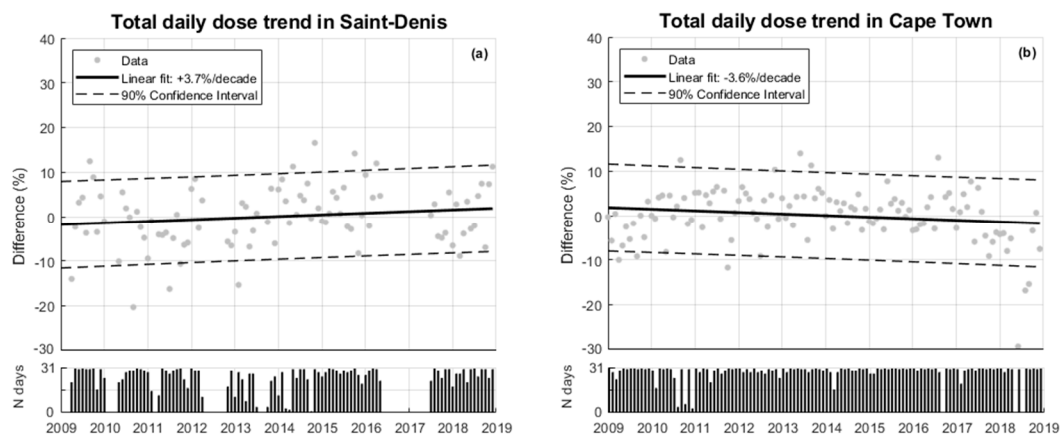 Total daily dose trend in Saint-Denis
(a)
Data
Linear fit: +3.7%/decade
90% Confidence Interval
Difference (%)
40
30
20
10
0
-10
-20
-30
N days
31
0
2009 2010 2011 2012 2013 2014 2015 2016 2017 2018 2019
Total daily dose trend in Cape Town
(b)
Data
Linear fit: -3.6%/decade
90% Confidence Interval
Difference (%)
40
30
20
10
0
-10
-20
-30
N days
31
0
2009 2010 2011 2012 2013 2014 2015 2016 2017 2018 2019